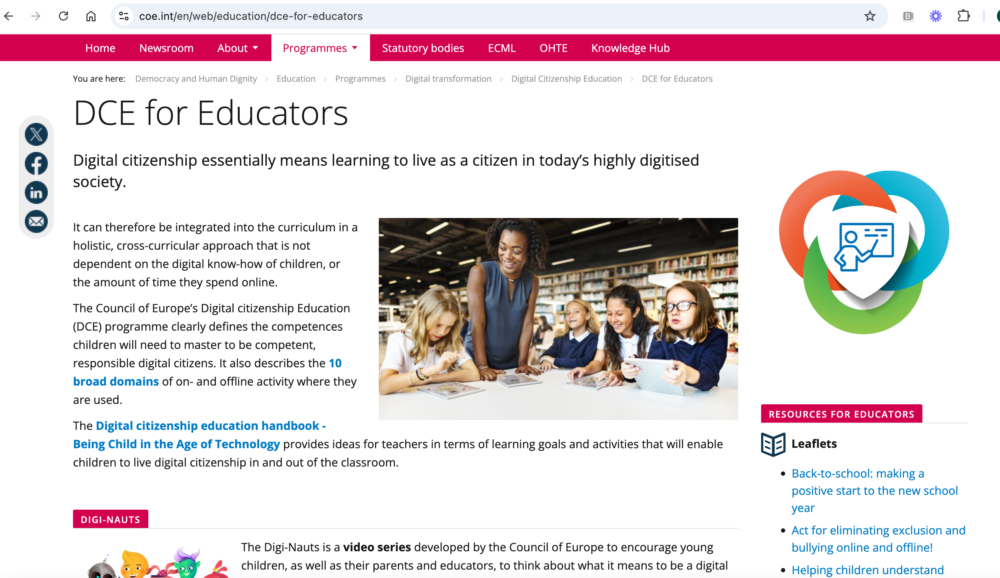 coe.int/en/web/education/dce-for-educators
B
Home Newsroom About Programmes Statutory bodies ECML OHTE Knowledge Hub
You are here: Democracy and Human Dignity Education Programmes Digital transformation Digital Citizenship Education DCE for Educators
DCE for Educators
X
f
in
Digital citizenship essentially means learning to live as a citizen in today’s highly digitised
society.
It can therefore be integrated into the curriculum in a
holistic, cross-curricular approach that is not
dependent on the digital know-how of children, or
the amount of time they spend online.
The Council of Europe’s Digital citizenship Education
(DCE) programme clearly defines the competences
children will need to master to be competent,
responsible digital citizens. It also describes the 10
broad domains of on- and offline activity where they
are used.
The Digital citizenship education handbook -
Being Child in the Age of Technology provides ideas for teachers in terms of learning goals and activities that will enable
children to live digital citizenship in and out of the classroom.
DIGI-NAUTS
The Digi-Nauts is a video series developed by the Council of Europe to encourage young
children, as well as their parents and educators, to think about what it means to be a digital
RESOURCES FOR EDUCATORS
Leaflets
Back-to-school: making a
positive start to the new school
year
Act for eliminating exclusion and
bullying online and offline!
Helping children understand